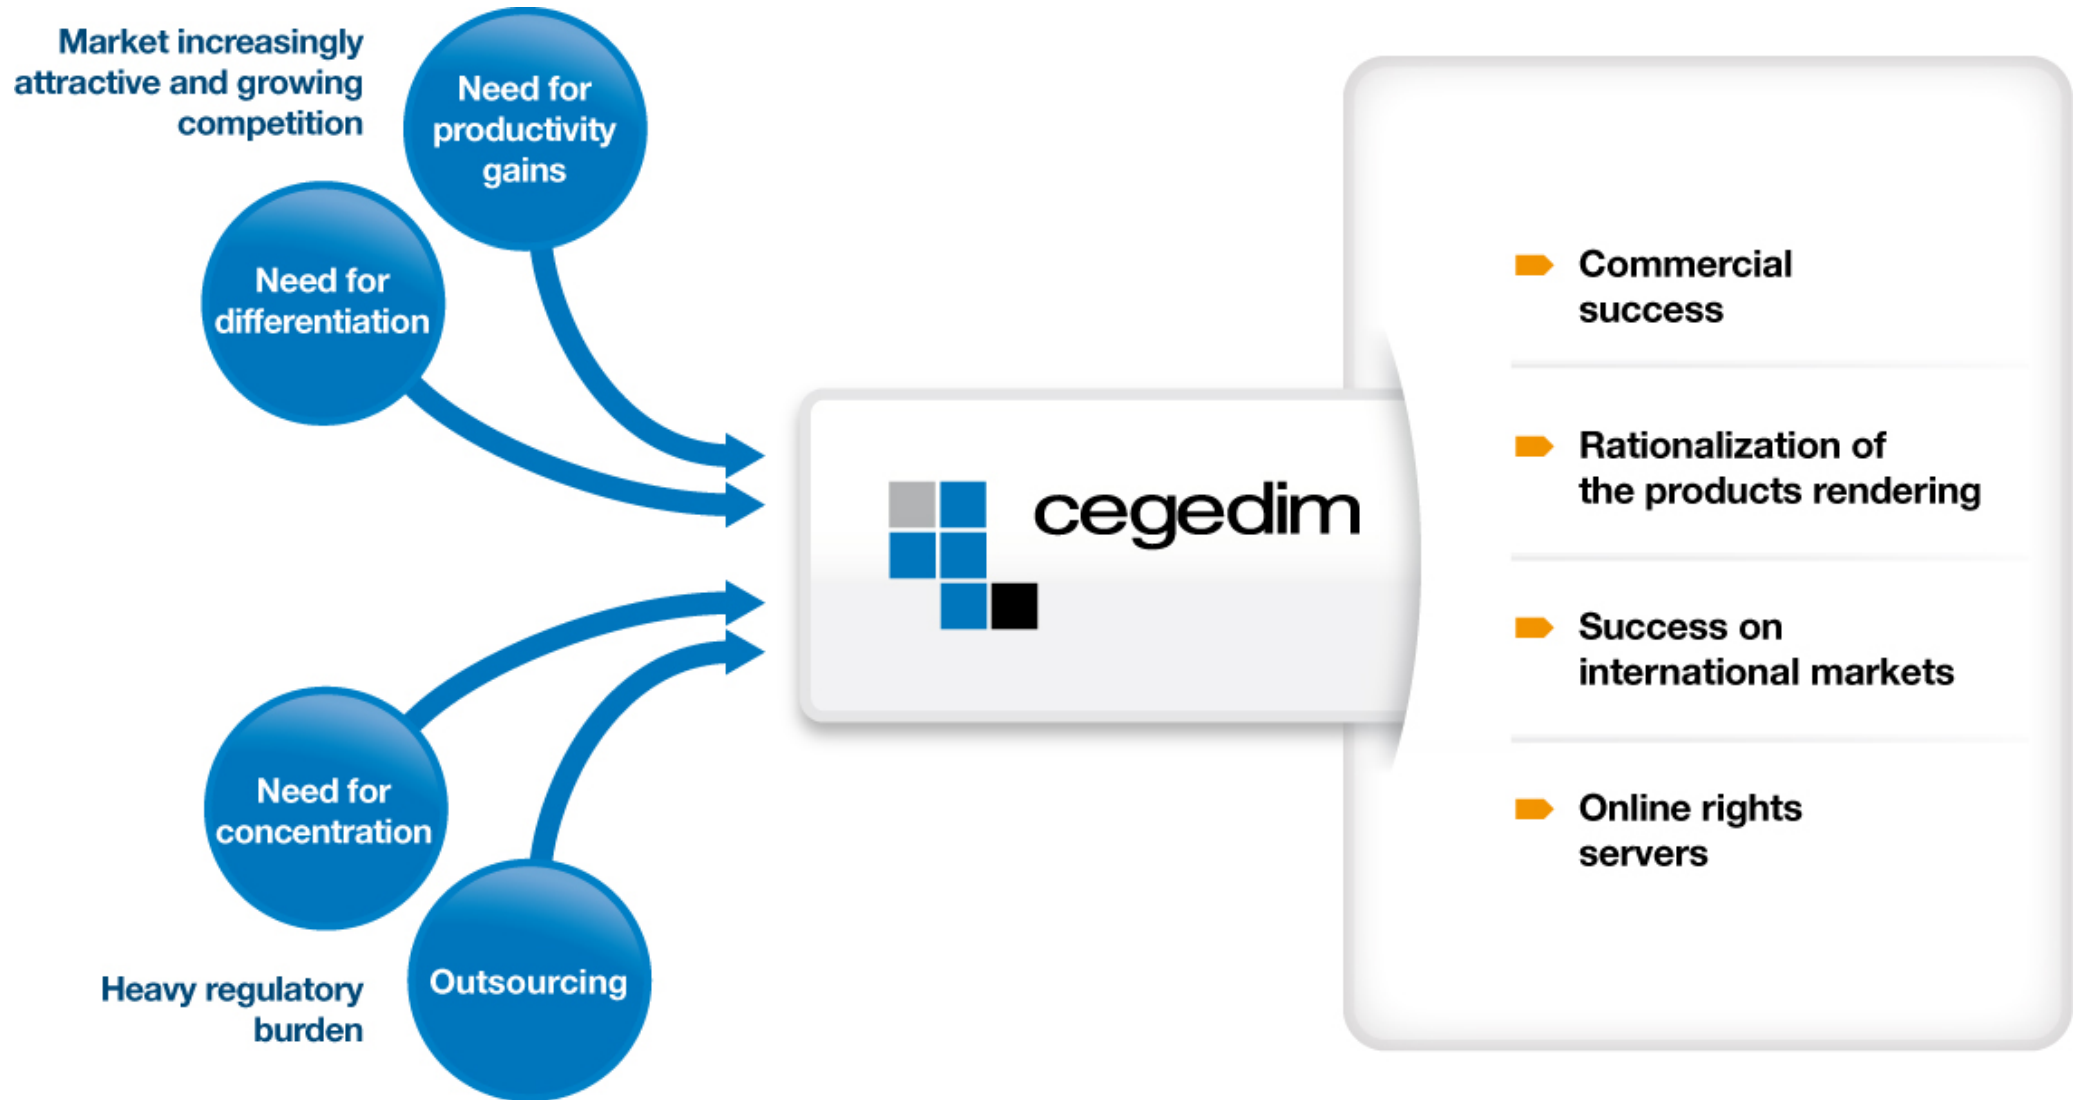 Market increasingly
attractive and growing
competition
Need for
productivity
gains
Need for
differentiation
Need for
concentration
Outsourcing
Heavy regulatory
burden
cegedim
Commercial
success
Rationalization of
the products rendering
Success on
international markets
Online rights
servers